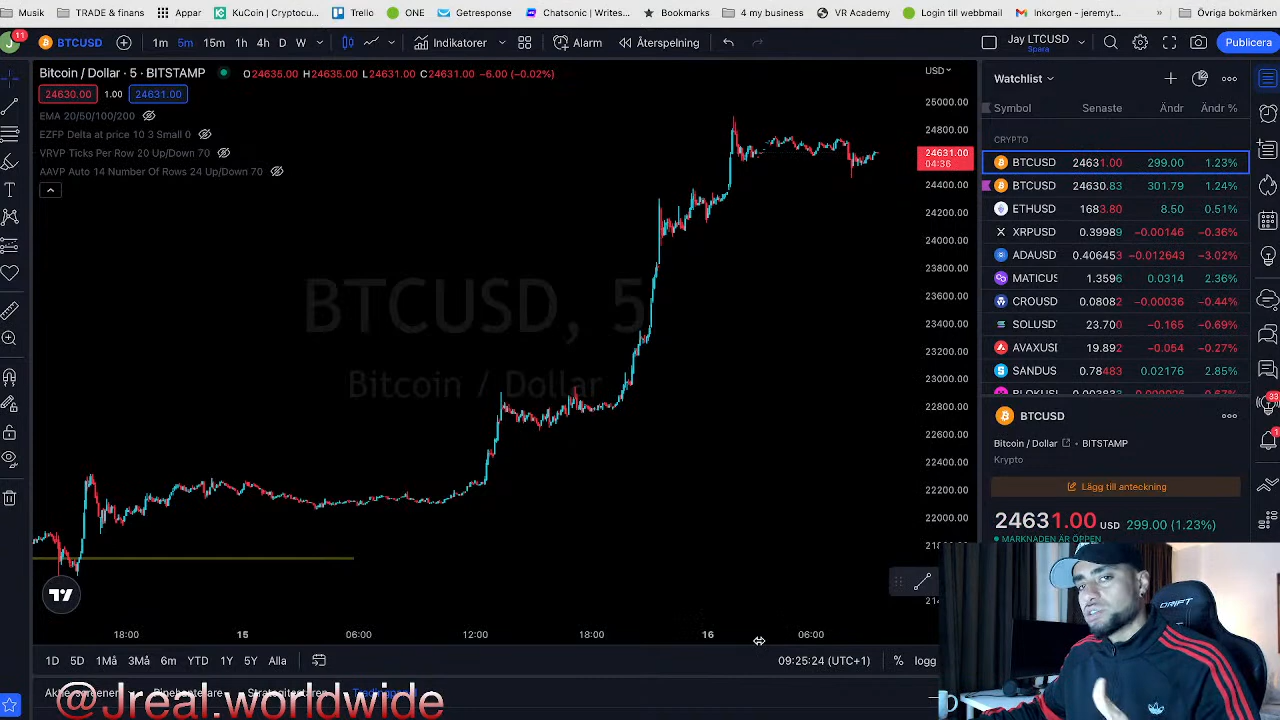 Musik
Spara
Apps
KuCoin | Cryptocu...
Trello
ONE
Getresponse
Chatsonic | Writes...
Bookmarks
4 my business
VR Academy
Login till webmail
»
Övriga bokmärken
11
BTCUSD
1m 5m 15m 1h 4h D W
Indikatorer
Alarm
Återspelning
Jay LTCUSD
Spara
Publicera
Bitcoin / Dollar · 5 · BITSTAMP
O24635.00 H24635.00 L24631.00 C24631.00 −6.00 (−0.02%)
24630.00 1.00 24631.00
EMA 20/50/100/200
EZFP Delta at price 10 3 Small 0
VRVP Ticks Per Row 20 Up/Down 70
AAVP Auto 14 Number Of Rows 24 Up/Down 70
BTCUSD, 5
Bitcoin / Dollar
USD
25000.00
24800.00
24631.00
04:36
24400.00
24200.00
24000.00
23800.00
23600.00
23400.00
23200.00
23000.00
22800.00
22600.00
22400.00
22200.00
22000.00
18:00 15 06:00 12:00 18:00 16 06:00
1D 5D 1Må 3Må 6m YTD 1Y 5Y Alla
09:25:24 (UTC+1) % logg
@Jreal.worldwide
Watchlist
Symbol Senaste Ändr Ändr %
CRYPTO
BTCUSD 24631.00 299.00 1.23%
BTCUSD 24630.83 301.79 1.24%
ETHUSD 1683.80 8.50 0.51%
XRPUSD 0.39989 −0.00146 −0.36%
ADAUSD 0.406453 −0.012643 −3.02%
MATICUS 1.3596 0.0314 2.36%
CROUSD 0.08082 −0.00036 −0.44%
SOLUSD 23.700 −0.165 −0.69%
AVAXUSD 19.892 −0.054 −0.27%
SANDUS 0.78483 0.02176 2.85%
33
1
BTCUSD
Bitcoin / Dollar • BITSTAMP
Krypto
Lägg till anteckning
24631.00 USD 299.00 (1.23%)
MARKNADEN ÄR ÖPPEN
DRIFT